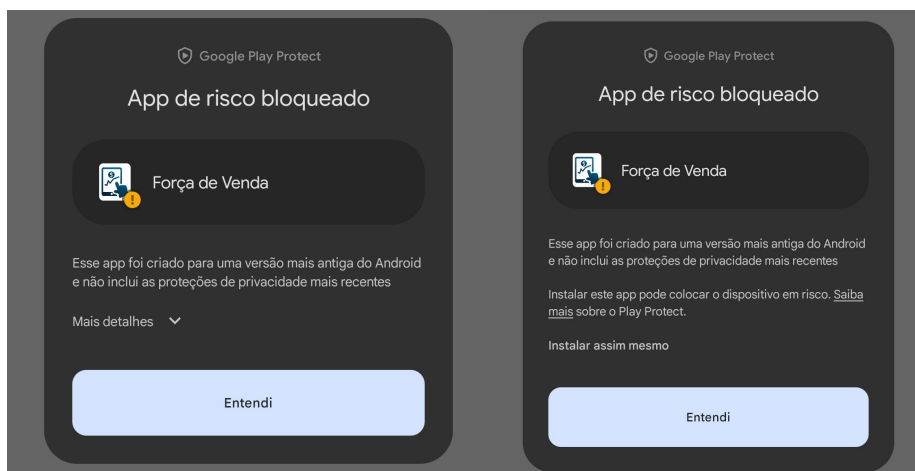 Google Play Protect
App de risco bloqueado
Força de Venda
Esse app foi criado para uma versão mais antiga do Android
e não inclui as proteções de privacidade mais recentes
Mais detalhes
Entendi
Google Play Protect
App de risco bloqueado
Força de Venda
Esse app foi criado para uma versão mais antiga do Android
e não inclui as proteções de privacidade mais recentes
Instalar este app pode colocar o dispositivo em risco. Saiba
mais sobre o Play Protect.
Instalar assim mesmo
Entendi